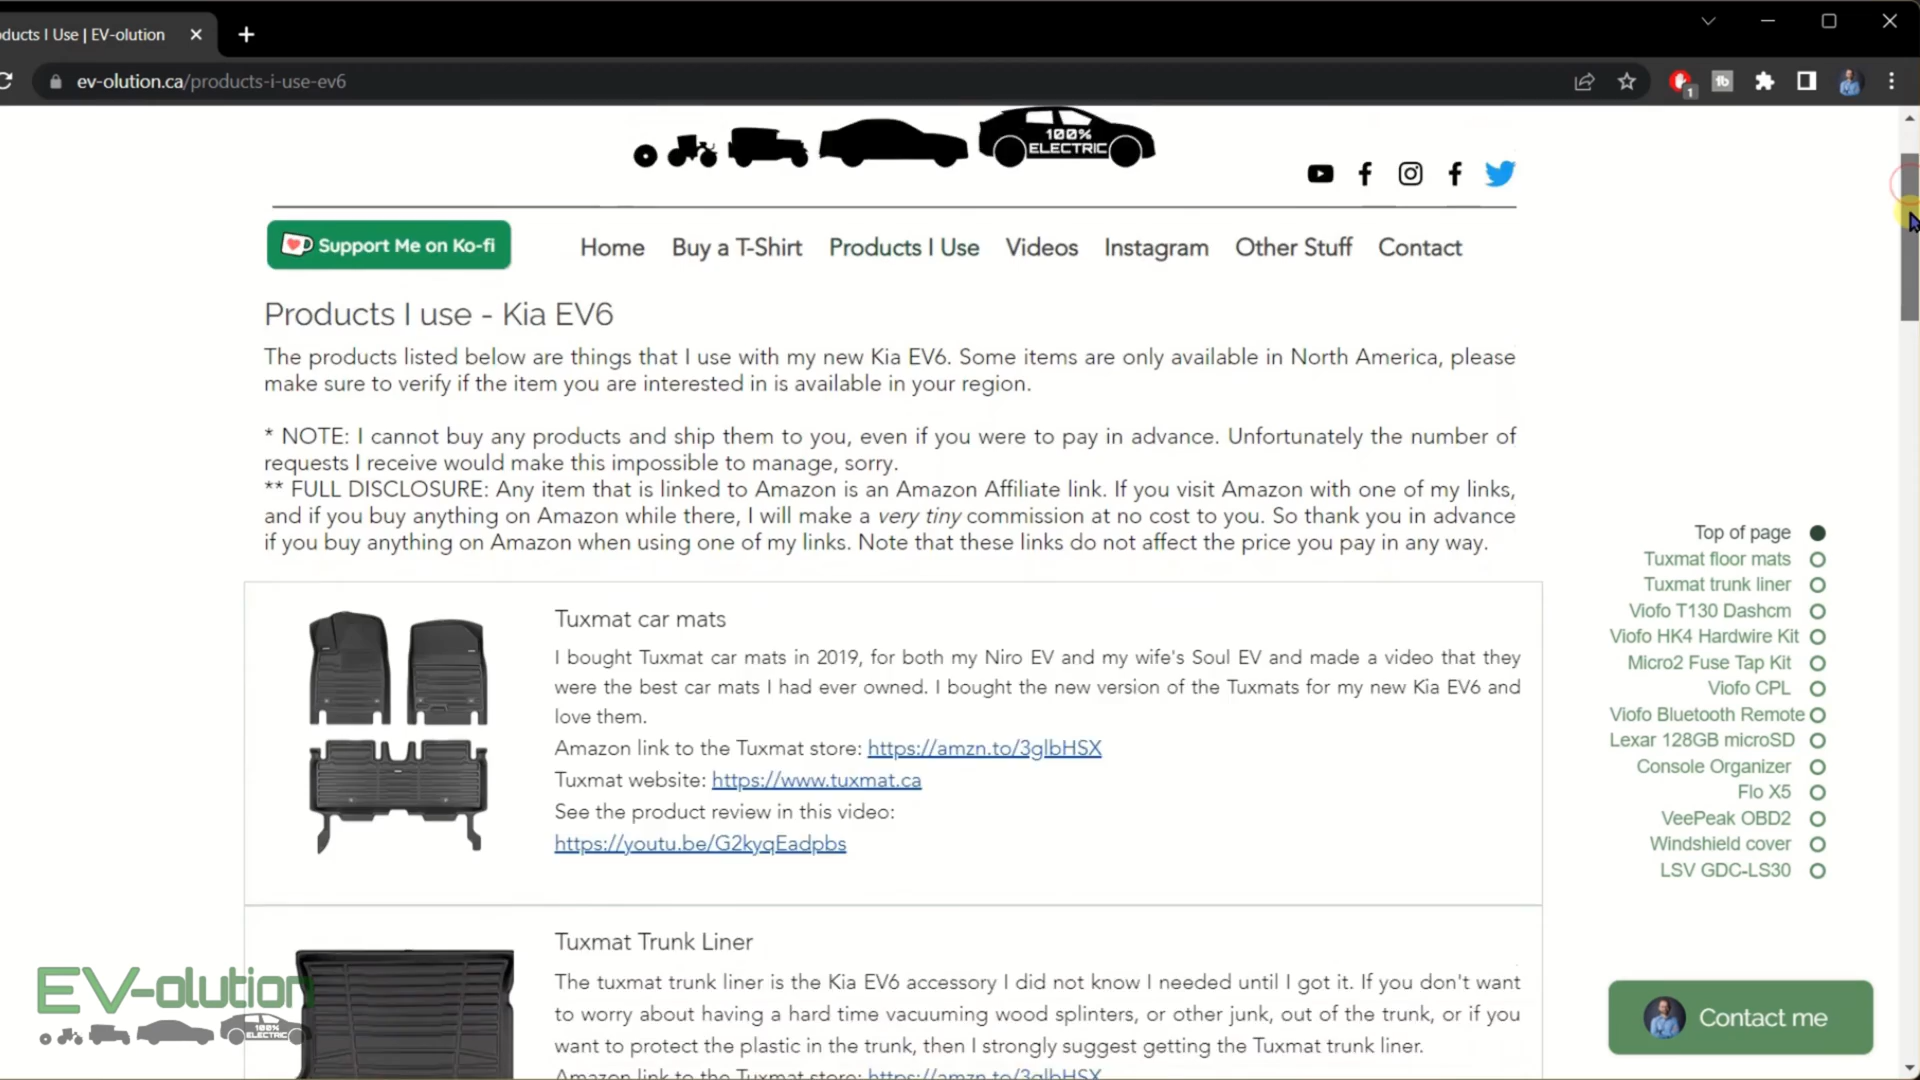 oducts I Use | EV-olution
ev-olution.ca/products-i-use-ev6
1
100%
ELECTRIC
Support Me on Ko-fi
Home Buy a T-Shirt Products I Use Videos Instagram Other Stuff Contact
Products I use - Kia EV6
The products listed below are things that I use with my new Kia EV6. Some items are only available in North America, please
make sure to verify if the item you are interested in is available in your region.
* NOTE: I cannot buy any products and ship them to you, even if you were to pay in advance. Unfortunately the number of
requests I receive would make this impossible to manage, sorry.
** FULL DISCLOSURE: Any item that is linked to Amazon is an Amazon Affiliate link. If you visit Amazon with one of my links,
and if you buy anything on Amazon while there, I will make a very tiny commission at no cost to you. So thank you in advance
if you buy anything on Amazon when using one of my links. Note that these links do not affect the price you pay in any way.
Tuxmat car mats
I bought Tuxmat car mats in 2019, for both my Niro EV and my wife's Soul EV and made a video that they
were the best car mats I had ever owned. I bought the new version of the Tuxmats for my new Kia EV6 and
love them.
Amazon link to the Tuxmat store: https://amzn.to/3glbHSX
Tuxmat website: https://www.tuxmat.ca
See the product review in this video:
https://youtu.be/G2kyqEadpbs
Tuxmat Trunk Liner
The tuxmat trunk liner is the Kia EV6 accessory I did not know I needed until I got it. If you don't want
to worry about having a hard time vacuuming wood splinters, or other junk, out of the trunk, or if you
want to protect the plastic in the trunk, then I strongly suggest getting the Tuxmat trunk liner.
Amazon link to the Tuxmat store: https://amzn.to/3glbHSX
Top of page
Tuxmat floor mats
Tuxmat trunk liner
Viofo T130 Dashcm
Viofo HK4 Hardwire Kit
Micro2 Fuse Tap Kit
Viofo CPL
Viofo Bluetooth Remote
Lexar 128GB microSD
Console Organizer
Flo X5
VeePeak OBD2
Windshield cover
LSV GDC-LS30
Contact me
EV-olution
100%
ELECTRIC